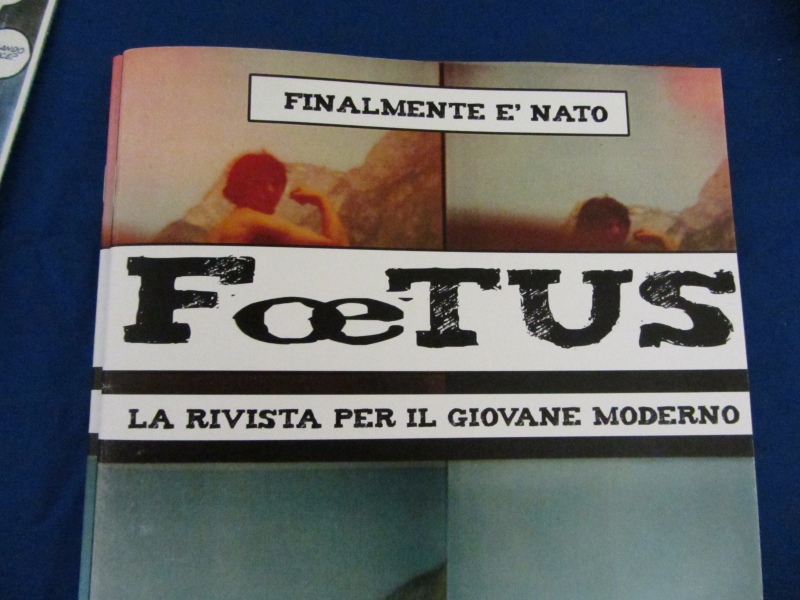 FINALMENTE E' NATO
FœTUS
LA RIVISTA PER IL GIOVANE MODERNO